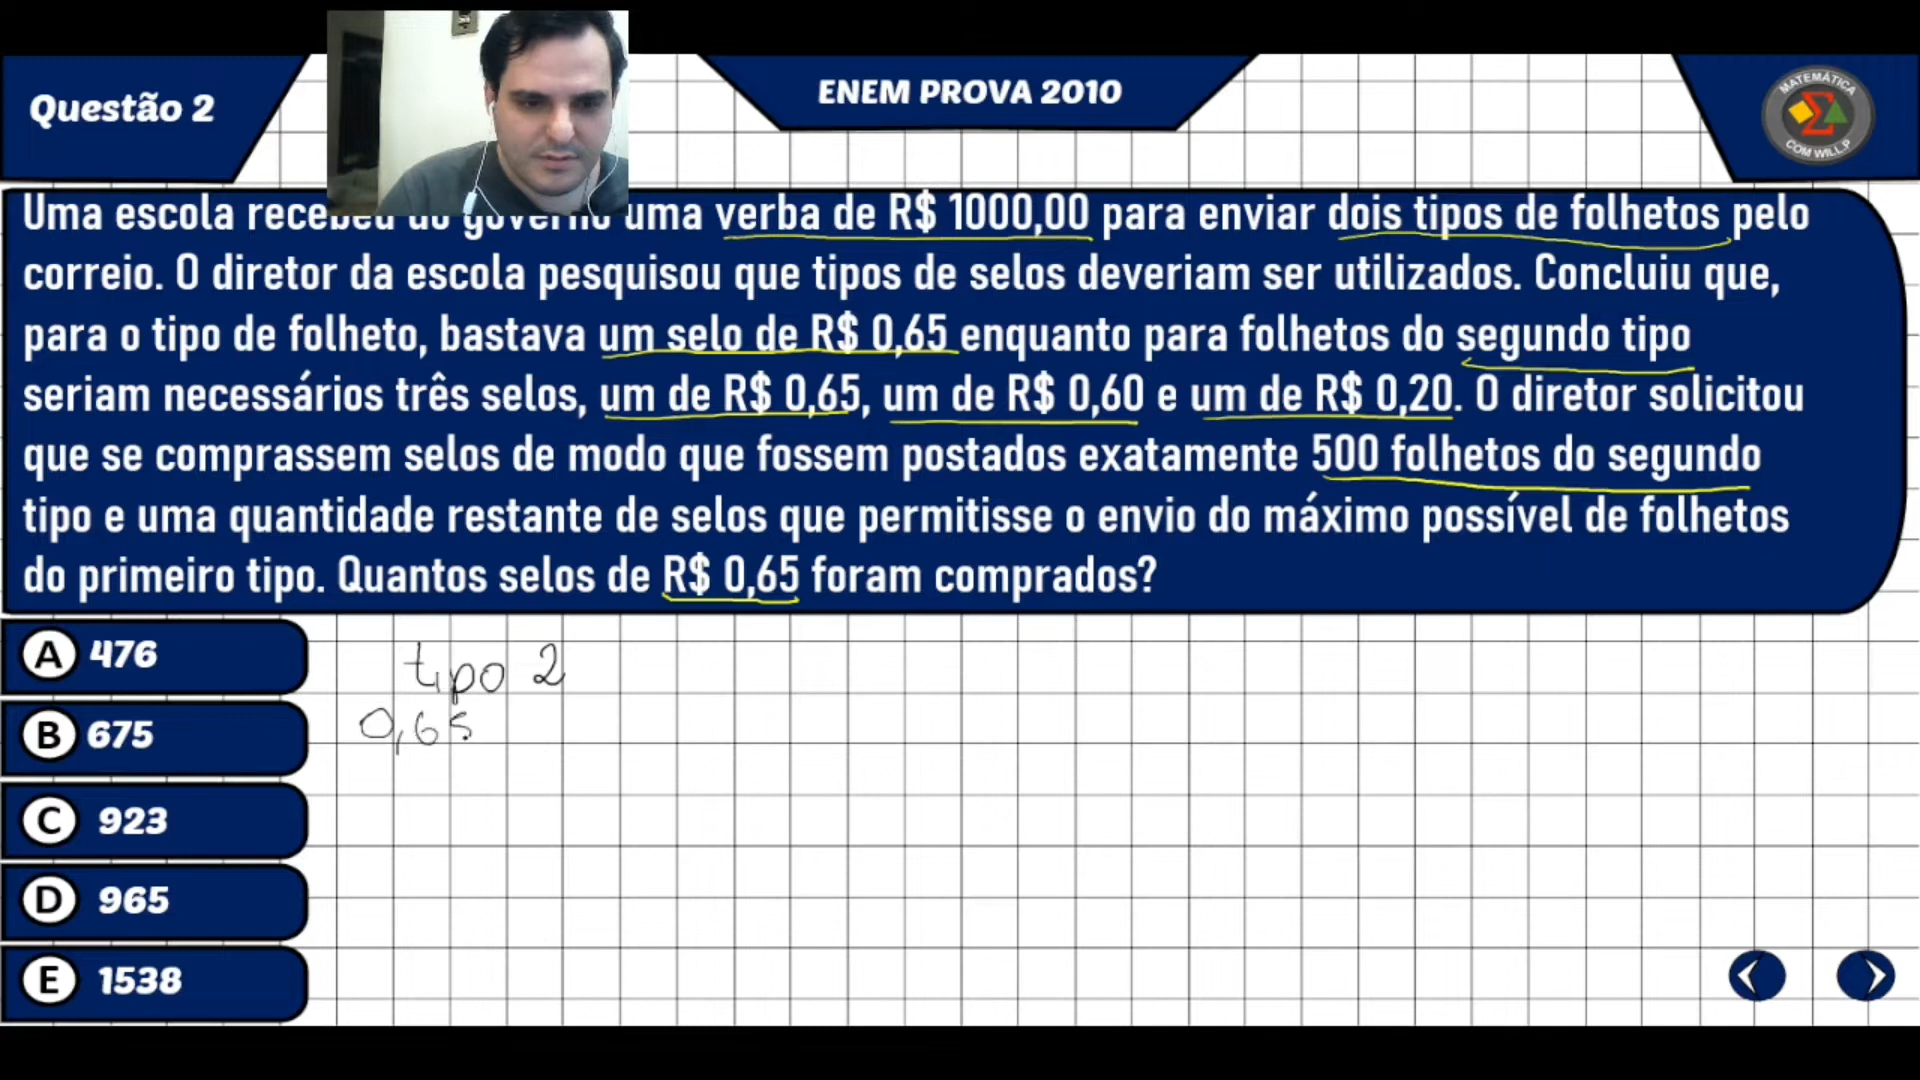 Questão 2
ENEM PROVA 2010
MATEMÁTICA
COM WILL.P
Uma escola recebeu do governo uma verba de R$ 1000,00 para enviar dois tipos de folhetos pelo
correio. O diretor da escola pesquisou que tipos de selos deveriam ser utilizados. Concluiu que,
para o tipo de folheto, bastava um selo de R$ 0,65 enquanto para folhetos do segundo tipo
seriam necessários três selos, um de R$ 0,65, um de R$ 0,60 e um de R$ 0,20. O diretor solicitou
que se comprassem selos de modo que fossem postados exatamente 500 folhetos do segundo
tipo e uma quantidade restante de selos que permitisse o envio do máximo possível de folhetos
do primeiro tipo. Quantos selos de R$ 0,65 foram comprados?
A 476
B 675
C 923
D 965
E 1538
tipo 2
0,65